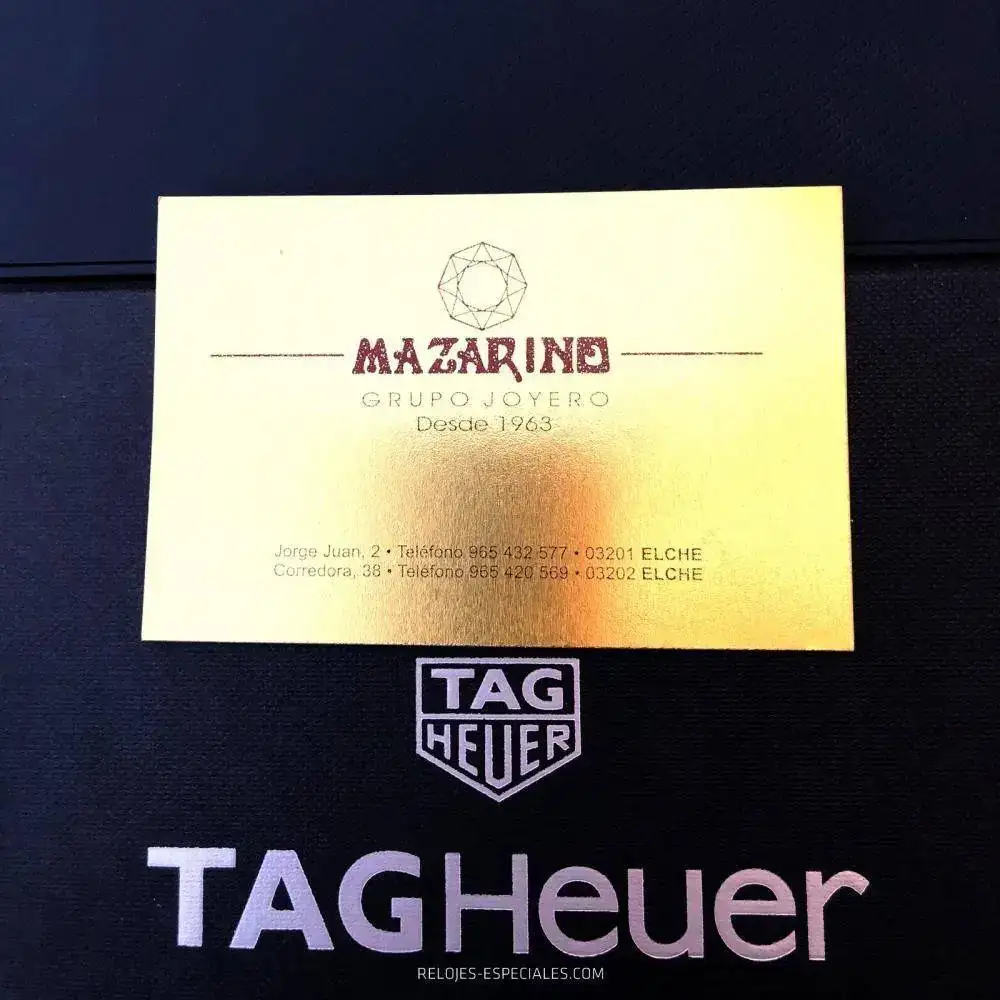 MAZARINO
GRUPO JOYERO
Desde 1963
Jorge Juan, 2 • Teléfono 965 432 577 • 03201 ELCHE
Corredora, 38 • Teléfono 965 420 569 • 03202 ELCHE
TAG
HEUER
TAGHeuer
RELOJES-ESPECIALES.COM